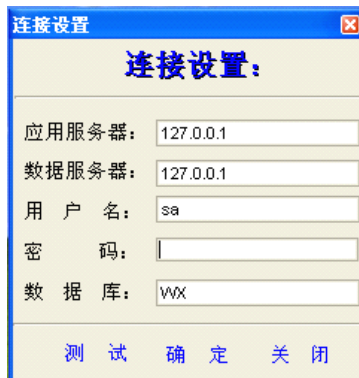 连接设置
连接设置：
应用服务器： 127.0.0.1
数据服务器： 127.0.0.1
用 户 名： sa
密 码：
数 据 库： WX
测 试 确 定 关 闭